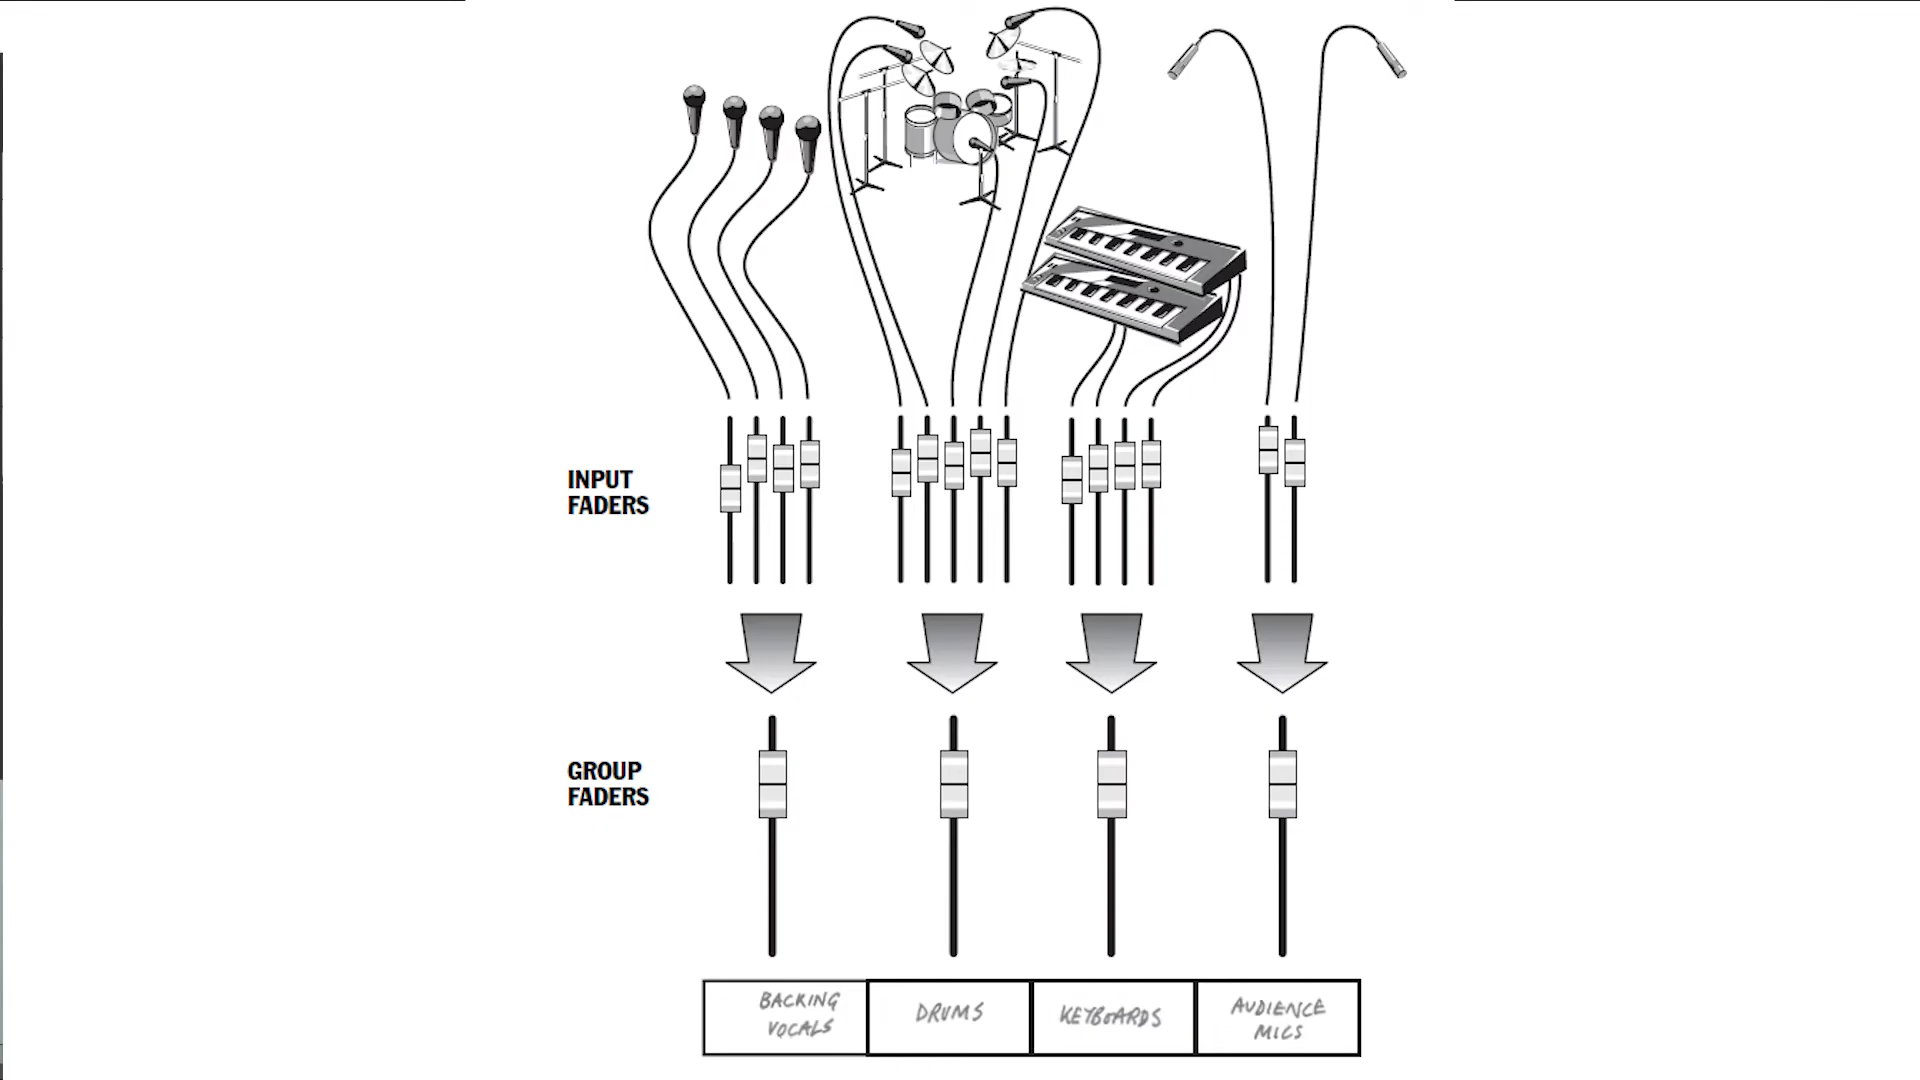 INPUT
FADERS
GROUP
FADERS
BACKING
VOCALS
DRUMS
KEYBOARDS
AUDIENCE
MICS